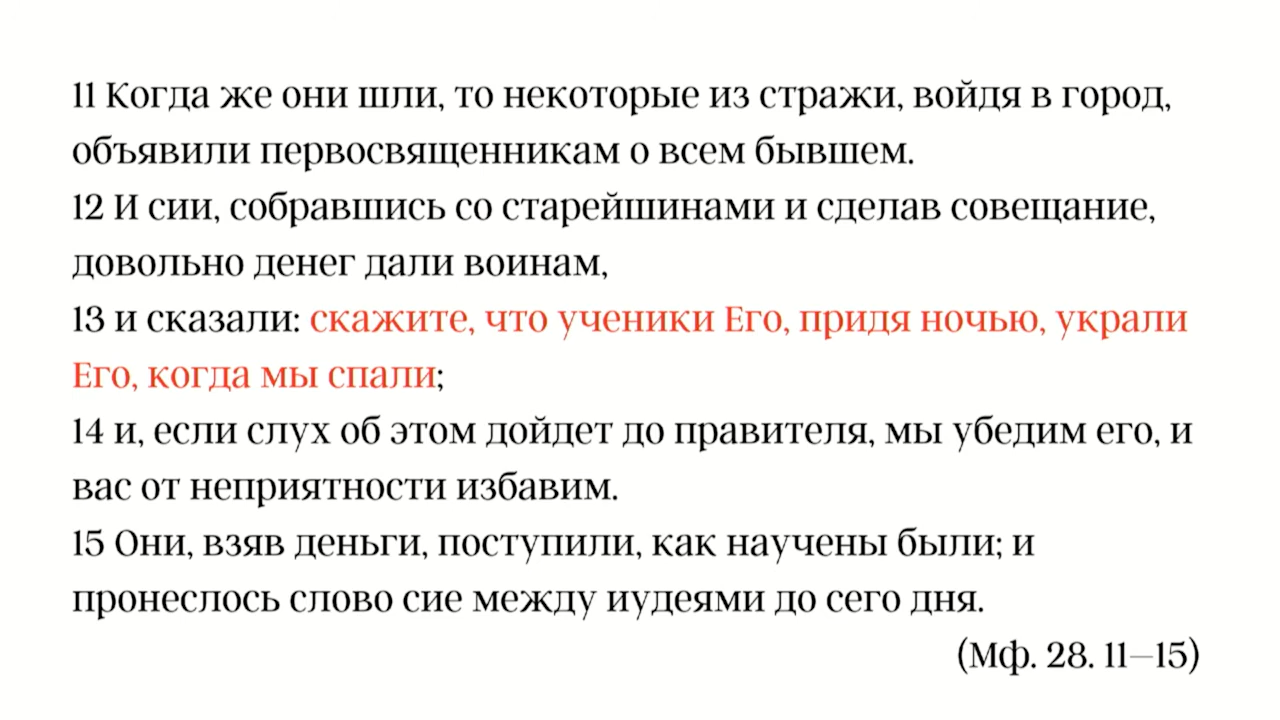 11 Когда же они шли, то некоторые из стражи, войдя в город,
объявили первосвященникам о всем бывшем.
12 И сии, собравшись со старейшинами и сделав совещание,
довольно денег дали воинам,
13 и сказали: скажите, что ученики Его, придя ночью, украли
Его, когда мы спали;
14 и, если слух об этом дойдет до правителя, мы убедим его, и
вас от неприятности избавим.
15 Они, взяв деньги, поступили, как научены были; и
пронеслось слово сие между иудеями до сего дня.
(Мф. 28. 11—15)